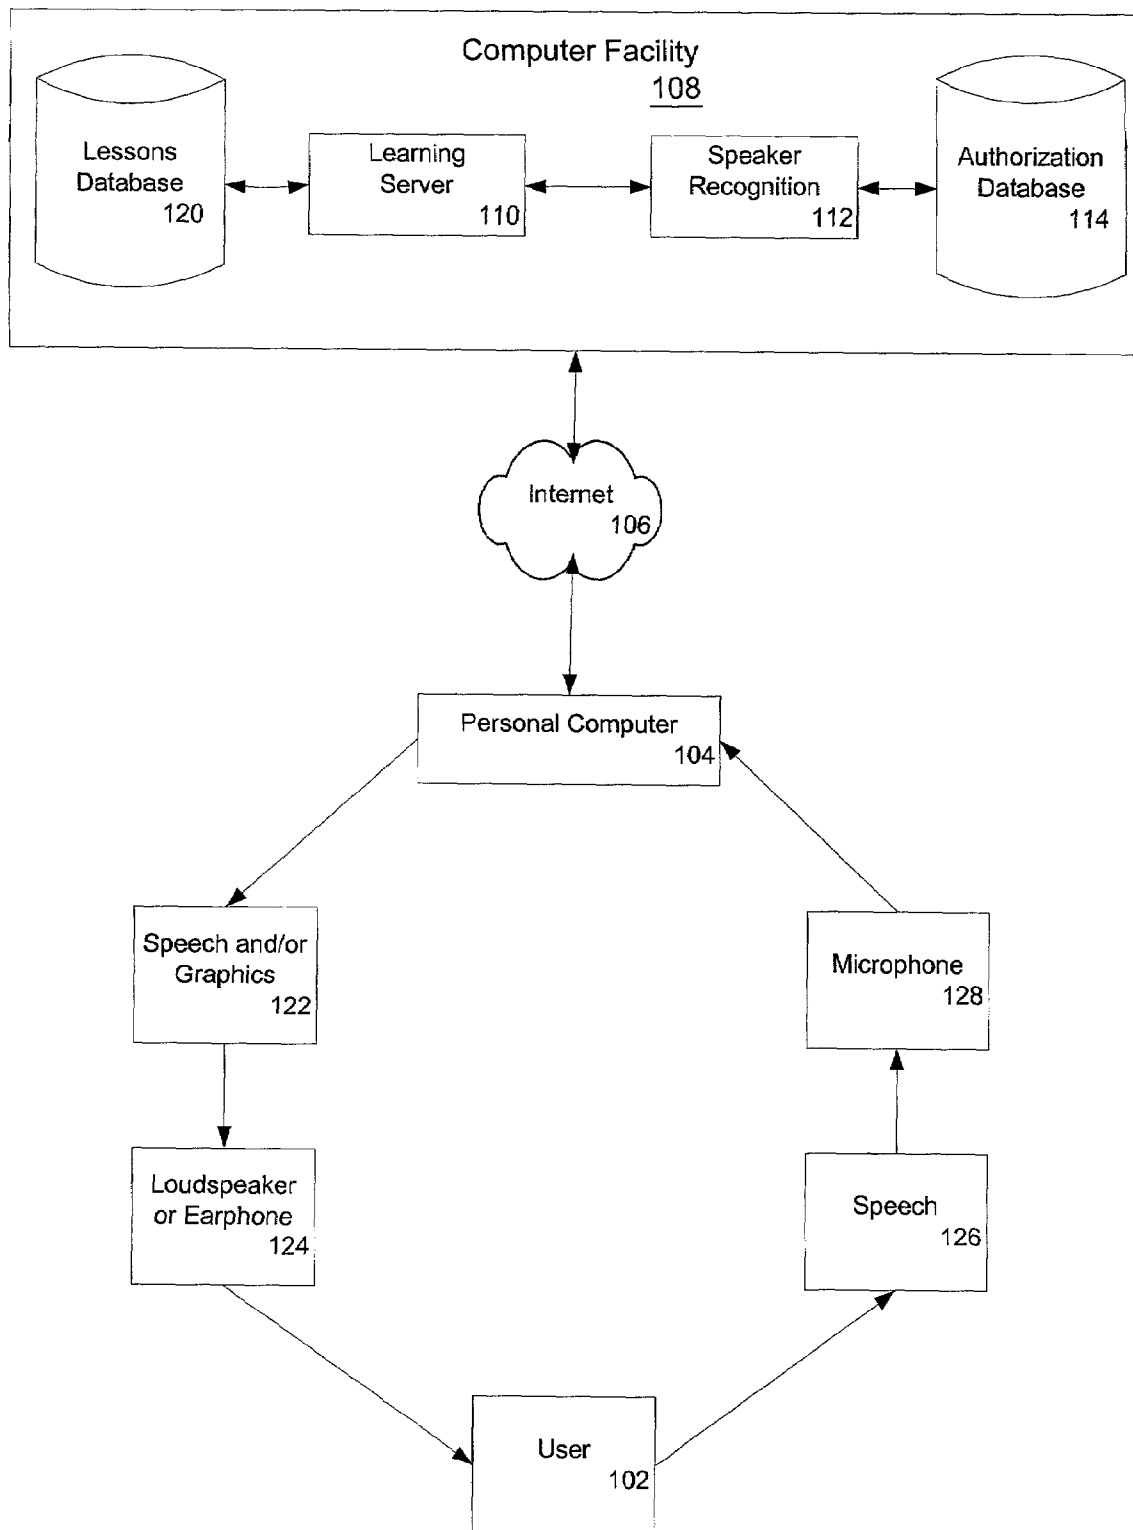 Computer Facility
108
Lessons
Database
120
Learning
Server
110
Speaker
Recognition
112
Authorization
Database
114
Internet
106
Personal Computer
104
Speech and/or
Graphics
122
Microphone
128
Loudspeaker
or Earphone
124
Speech
126
User
102